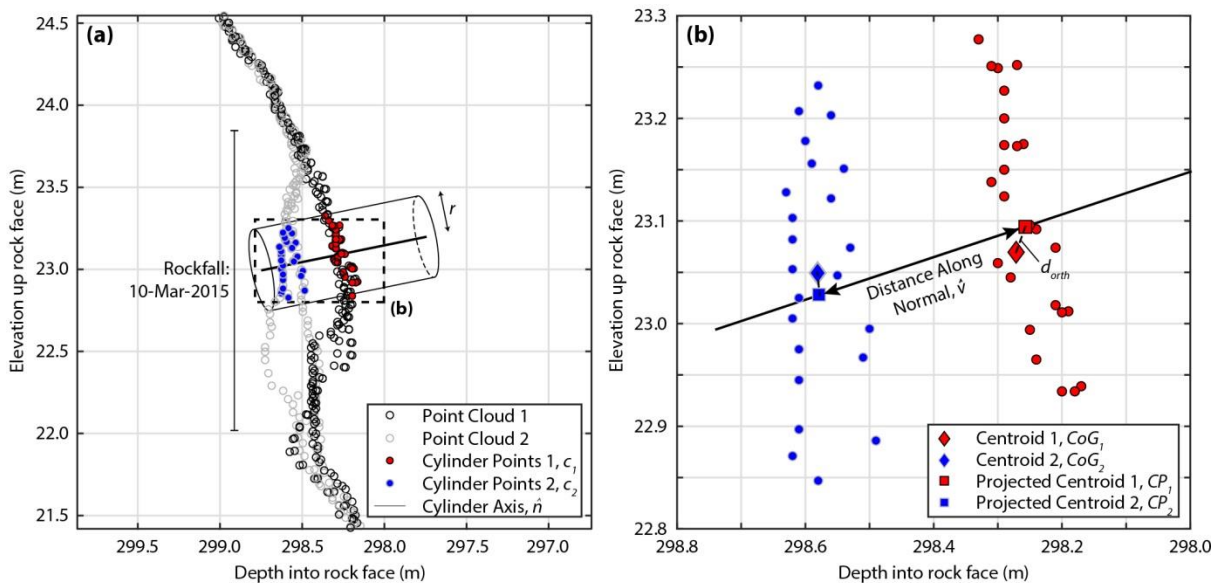 (a)
Elevation up rock face (m)
24.5
24.0
23.5
23.0
22.5
22.0
21.5
Rockfall:
10-Mar-2015
r
(b)
Point Cloud 1
Point Cloud 2
Cylinder Points 1, c₁
Cylinder Points 2, c₂
Cylinder Axis, n̂
299.5 299.0 298.5 298.0 297.5 297.0
Depth into rock face (m)
(b)
Elevation up rock face (m)
23.3
23.2
23.1
23.0
22.9
22.8
d_orth
Distance Along
Normal, v̂
Centroid 1, CoG₁
Centroid 2, CoG₂
Projected Centroid 1, CP₁
Projected Centroid 2, CP₂
298.8 298.6 298.4 298.2 298.0
Depth into rock face (m)